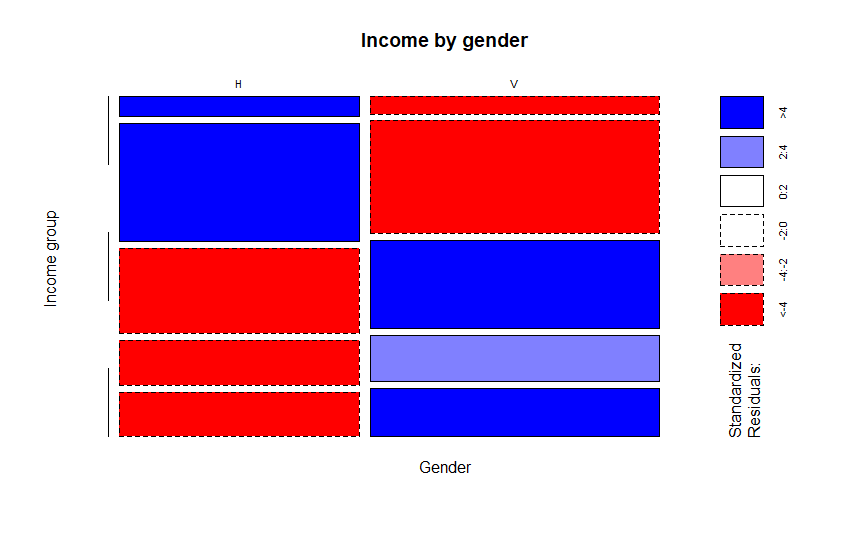 Income by gender
H
V
Income group
Gender
>4
2:4
0:2
-2:0
-4:-2
<-4
Standardized
Residuals: